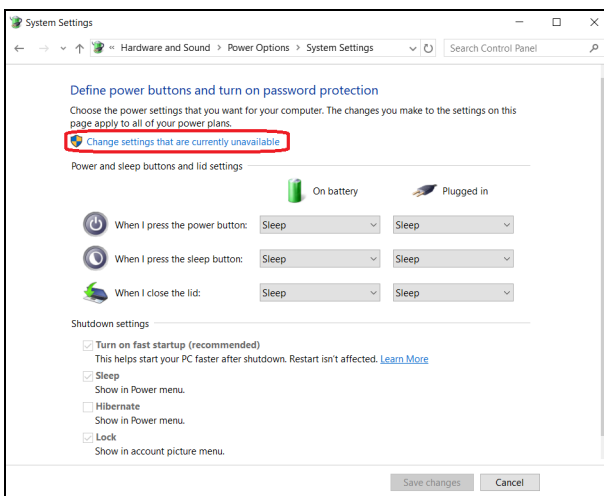 System Settings
« Hardware and Sound > Power Options > System Settings
Search Control Panel
Define power buttons and turn on password protection
Choose the power settings that you want for your computer. The changes you make to the settings on this
page apply to all of your power plans.
Change settings that are currently unavailable
Power and sleep buttons and lid settings
On battery Plugged in
When I press the power button: Sleep Sleep
When I press the sleep button: Sleep Sleep
When I close the lid: Sleep Sleep
Shutdown settings
Turn on fast startup (recommended)
This helps start your PC faster after shutdown. Restart isn't affected. Learn More
Sleep
Show in Power menu.
Hibernate
Show in Power menu.
Lock
Show in account picture menu.
Save changes Cancel